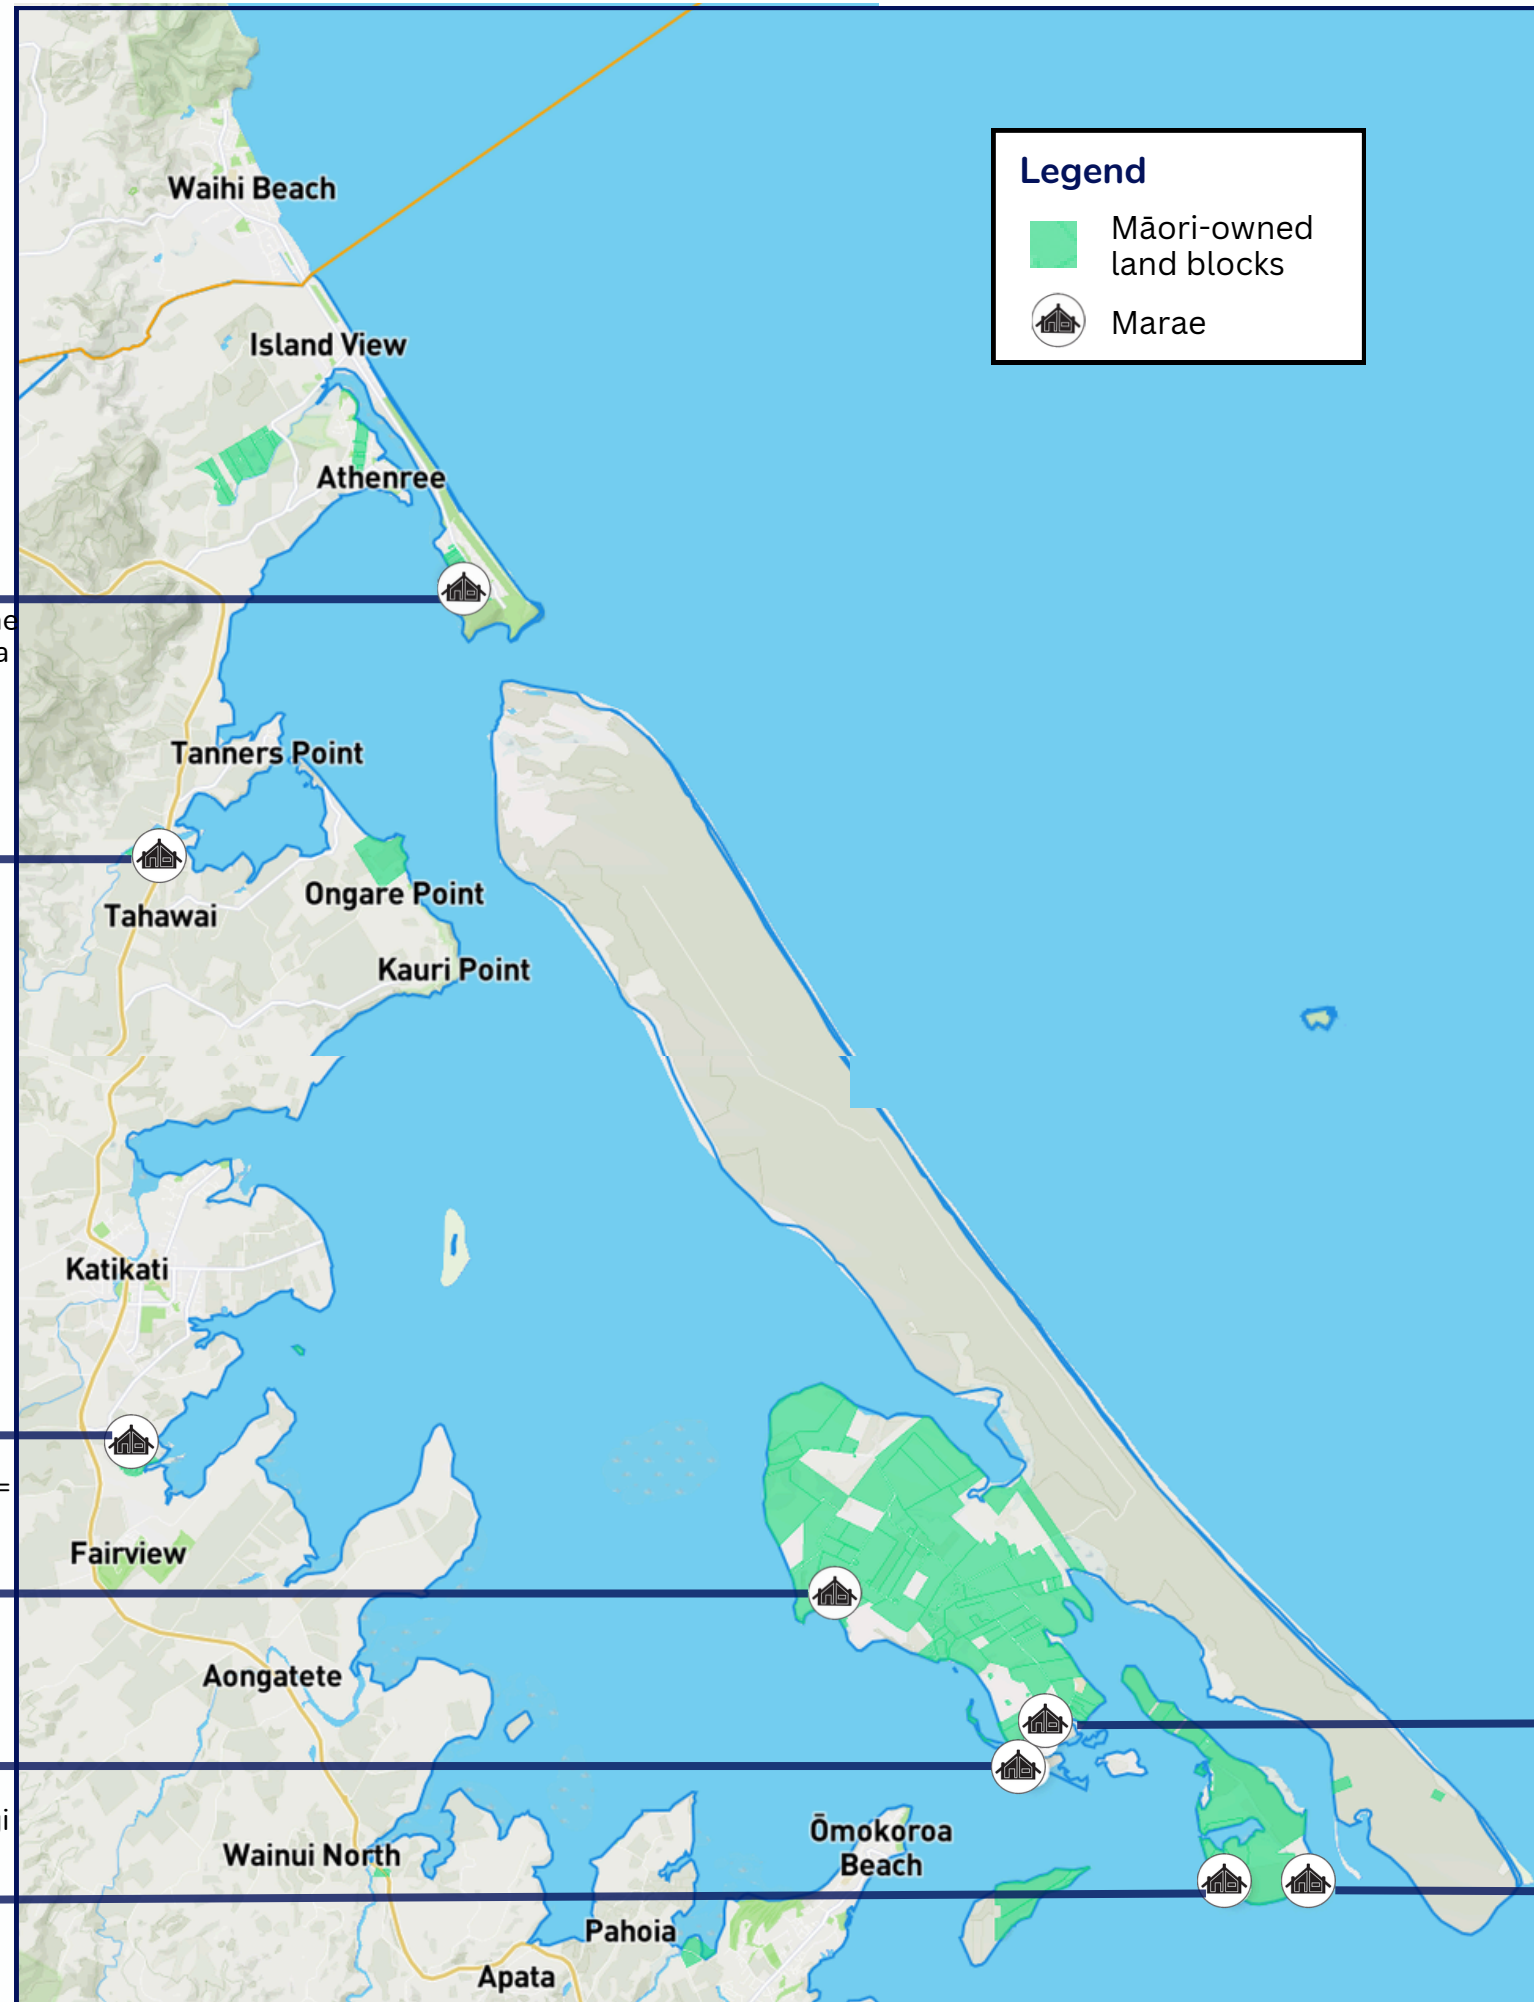 Waihi Beach
Legend
Māori-owned
land blocks
Marae
Island View
Athenree
Tanners Point
Ongare Point
Tahawai
Kauri Point
Katikati
=
Fairview
Aongatete
Ōmokoroa
Beach
Wainui North
Pahoia
Apata